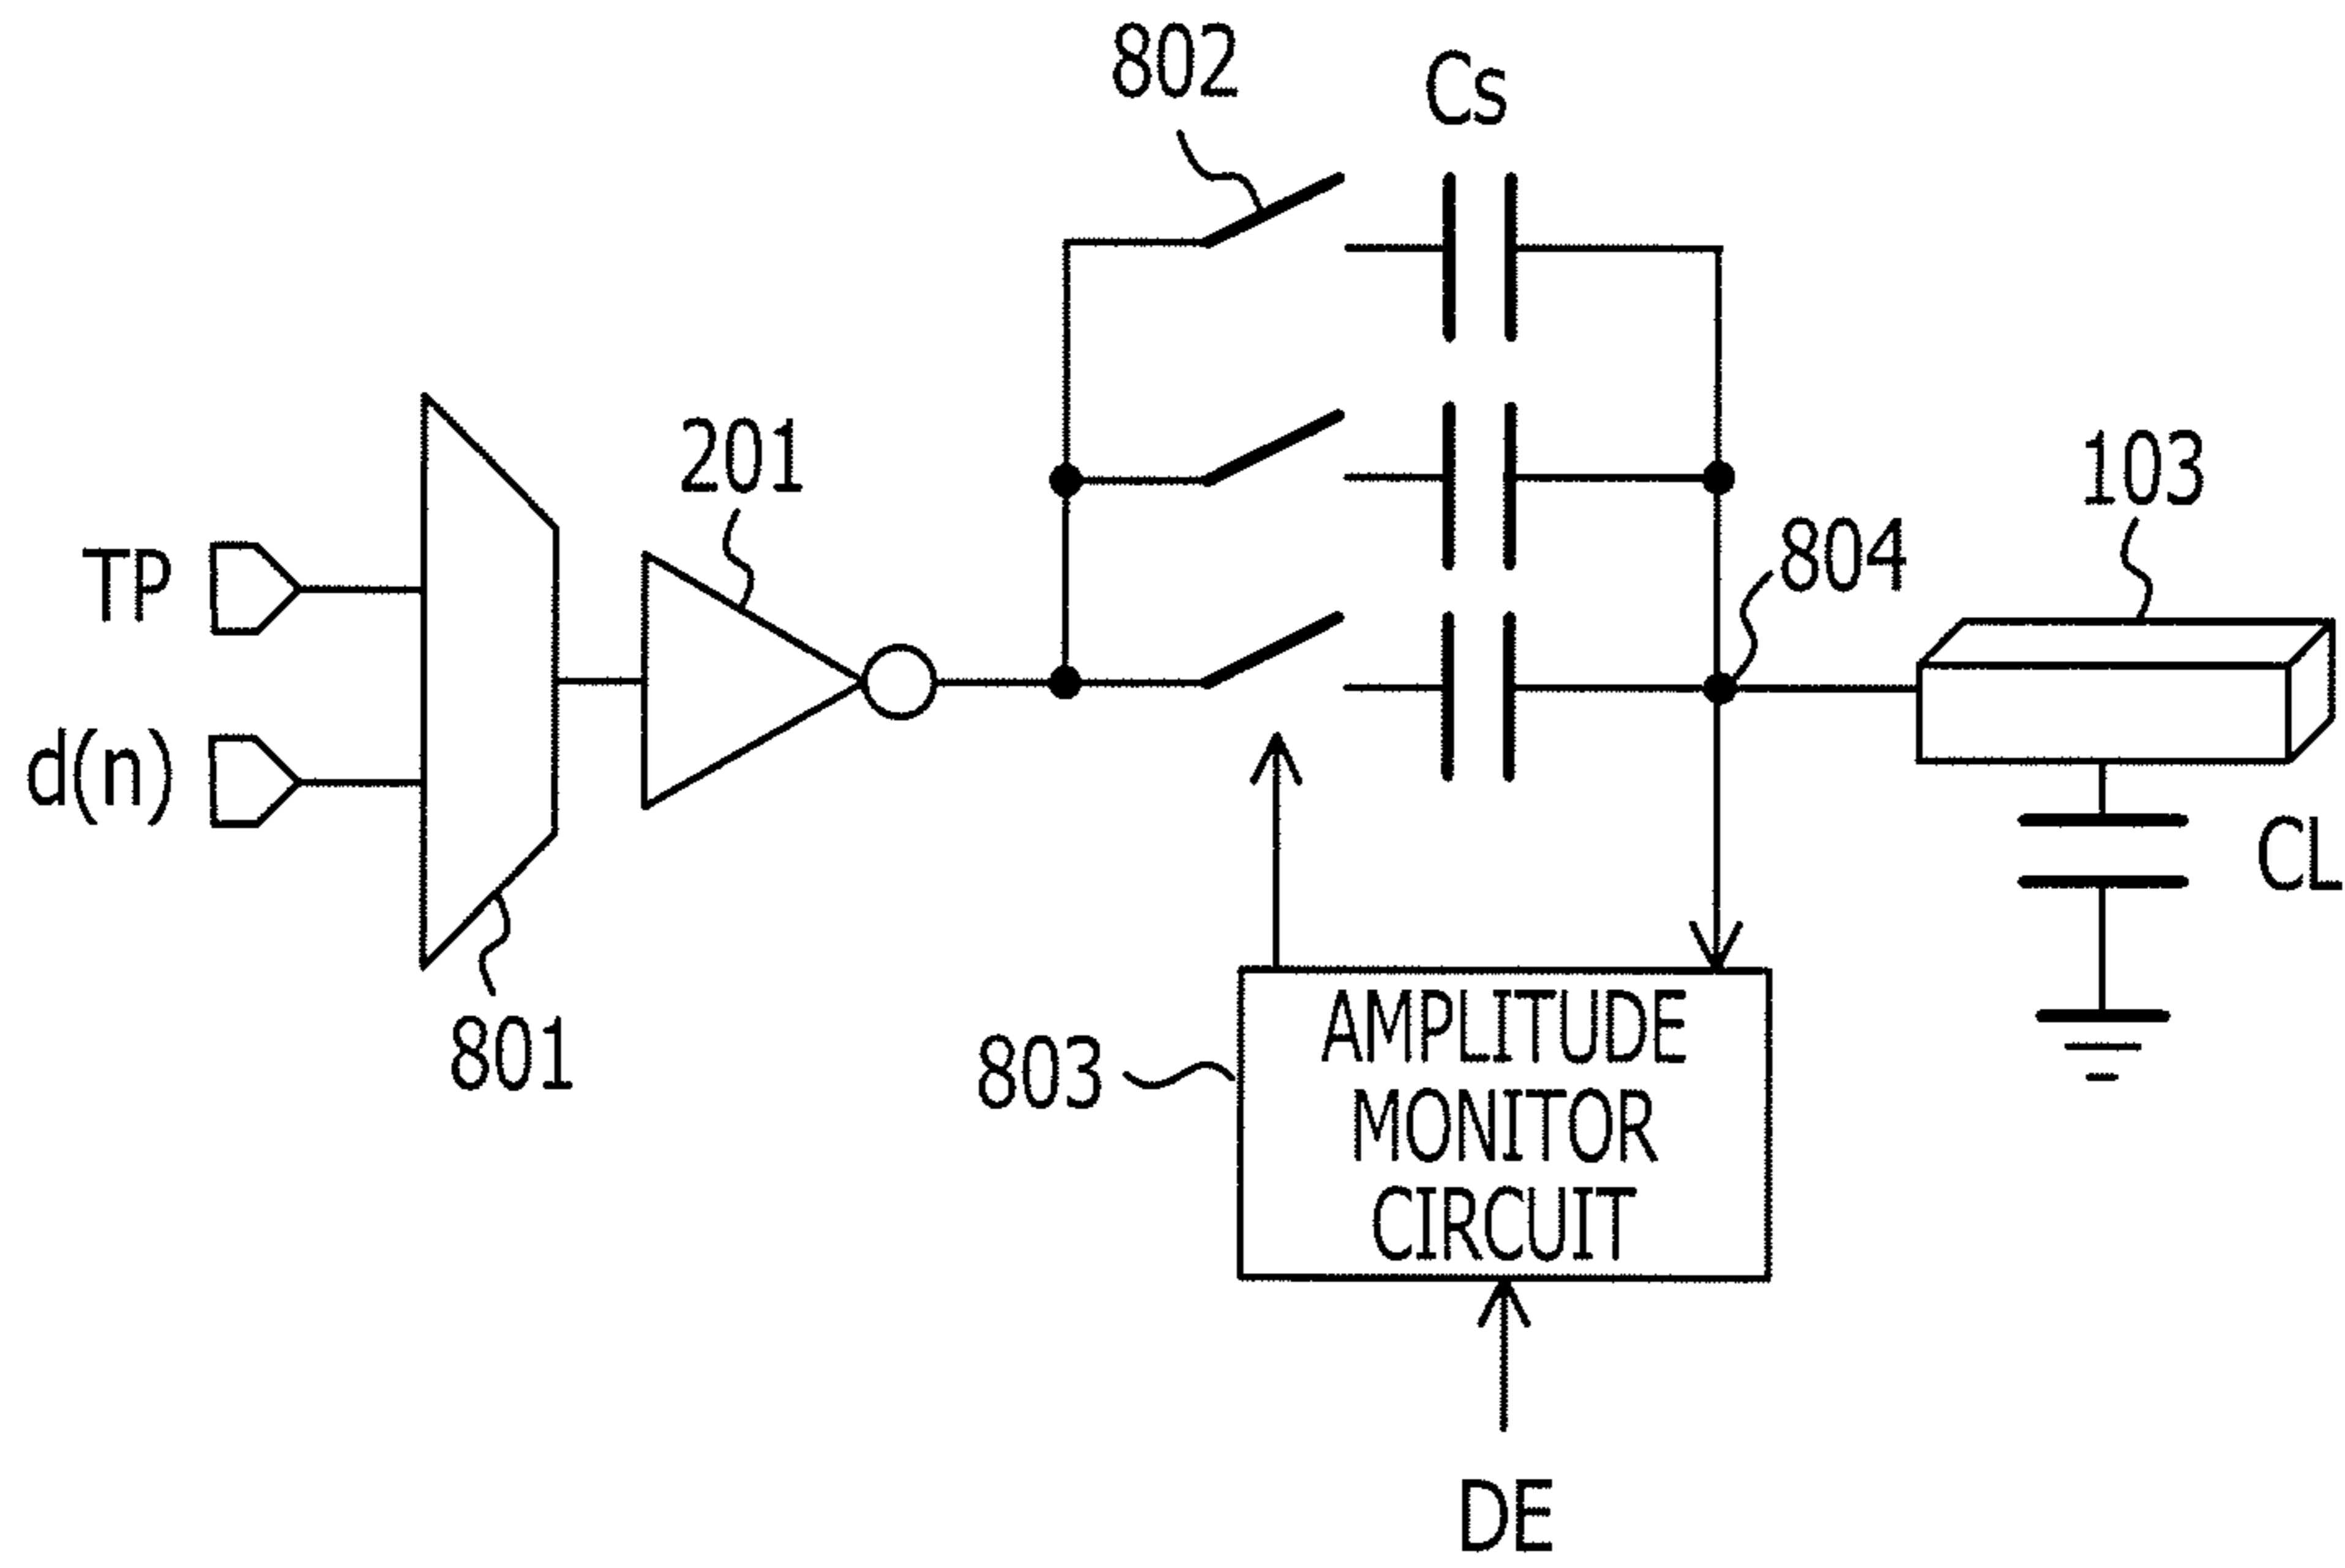 802
Cs
201
103
804
TP
d(n)
CL
801
803
AMPLITUDE
MONITOR
CIRCUIT
DE